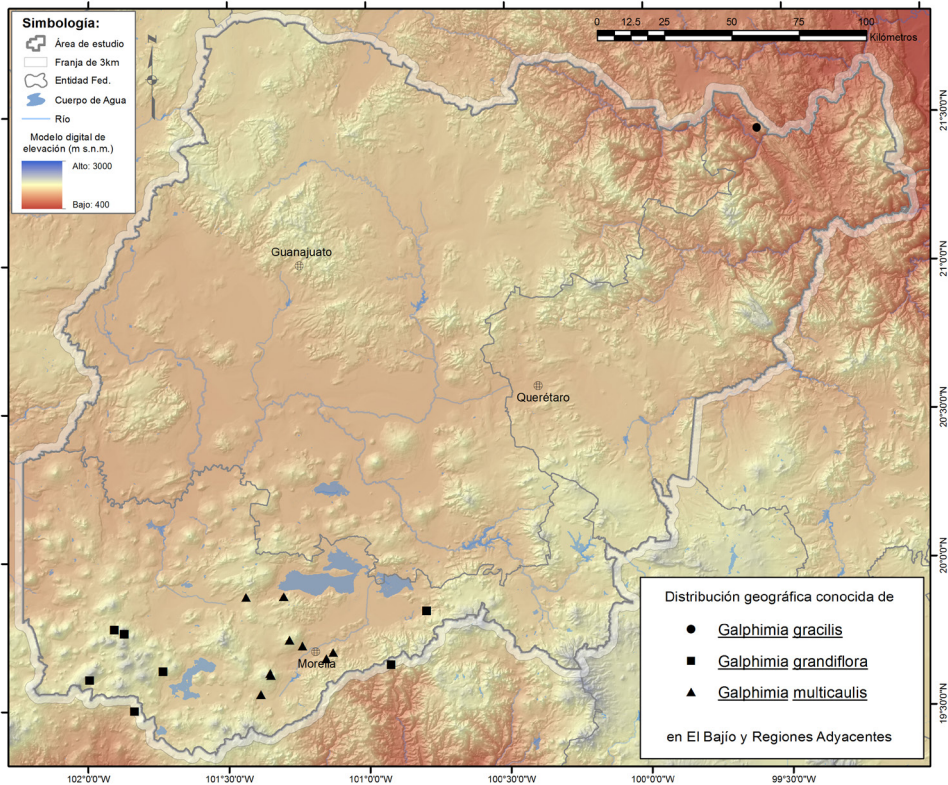 Simbología:
Área de estudio
Franja de 3km
Entidad Fed.
Cuerpo de Agua
Río
Modelo digital de
elevación (m s.n.m.)
Alto: 3000
Bajo: 400
N
0 12.5 25 50 75 100
Kilómetros
Guanajuato
Querétaro
Morelia
21°30'0"N
21°0'0"N
20°30'0"N
20°0'0"N
19°30'0"N
102°0'0"W
101°30'0"W
101°0'0"W
100°30'0"W
100°0'0"W
99°30'0"W
Distribución geográfica conocida de
Galphimia gracilis
Galphimia grandiflora
Galphimia multicaulis
en El Bajío y Regiones Adyacentes